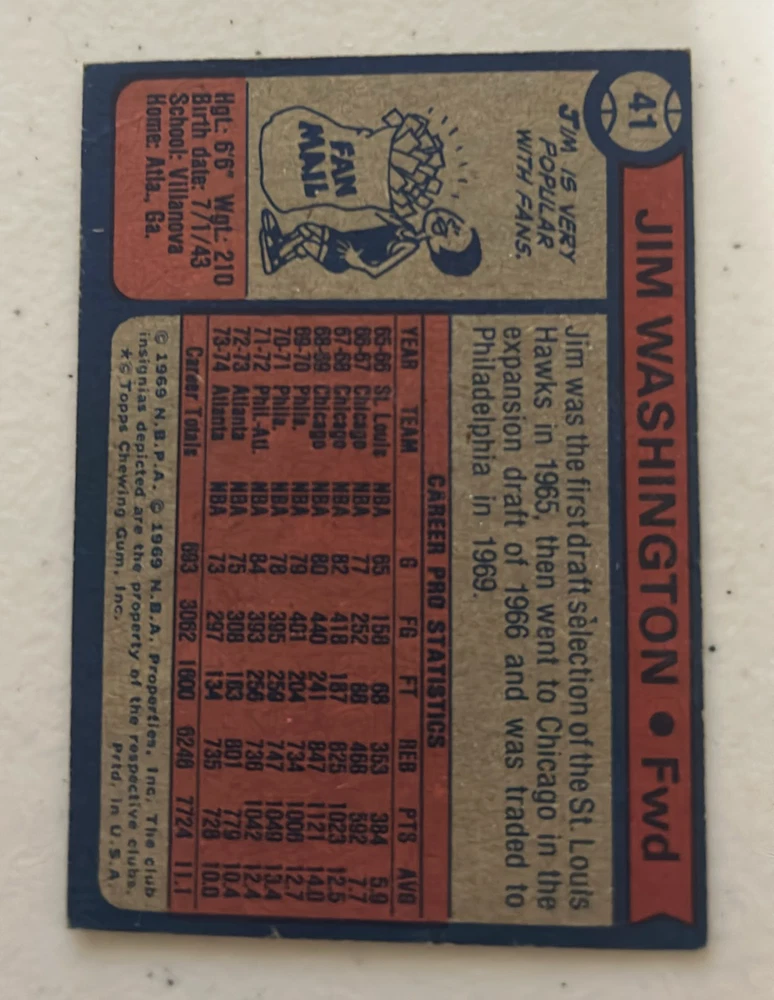 41
JIM WASHINGTON • Fwd
JIM IS VERY
POPULAR
WITH FANS.
FAN
MAIL
Hgt.: 6'6" Wgt.: 210
Birth date: 7/1/43
School: Villanova
Home: Atla., Ga.
Jim was the first draft selection of the St. Louis
Hawks in 1965, then went to Chicago in the
expansion draft of 1966 and was traded to
Philadelphia in 1969.
CAREER PRO STATISTICS
YEAR TEAM G FG FT REB PTS AVG
65-66 St. Louis NBA 65 158 68 353 384 5.9
66-67 Chicago NBA 77 252 88 468 592 7.7
67-68 Chicago NBA 82 418 187 825 1023 12.5
68-69 Chicago NBA 80 440 241 847 1121 14.0
69-70 Phila. NBA 79 401 204 734 1006 12.7
70-71 Phila. NBA 78 395 259 747 1049 13.4
71-72 Phil.-Atl. NBA 84 393 256 736 1042 12.4
72-73 Atlanta NBA 75 308 163 801 779 10.4
73-74 Atlanta NBA 73 297 134 735 728 10.0
Career Totals 693 3062 1600 6246 7724 11.1
© 1969 N.B.P.A. © 1969 N.B.A. Properties, Inc. The club
insignias depicted are the property of the respective clubs.
*© Topps Chewing Gum, Inc. Prtd. in U.S.A.